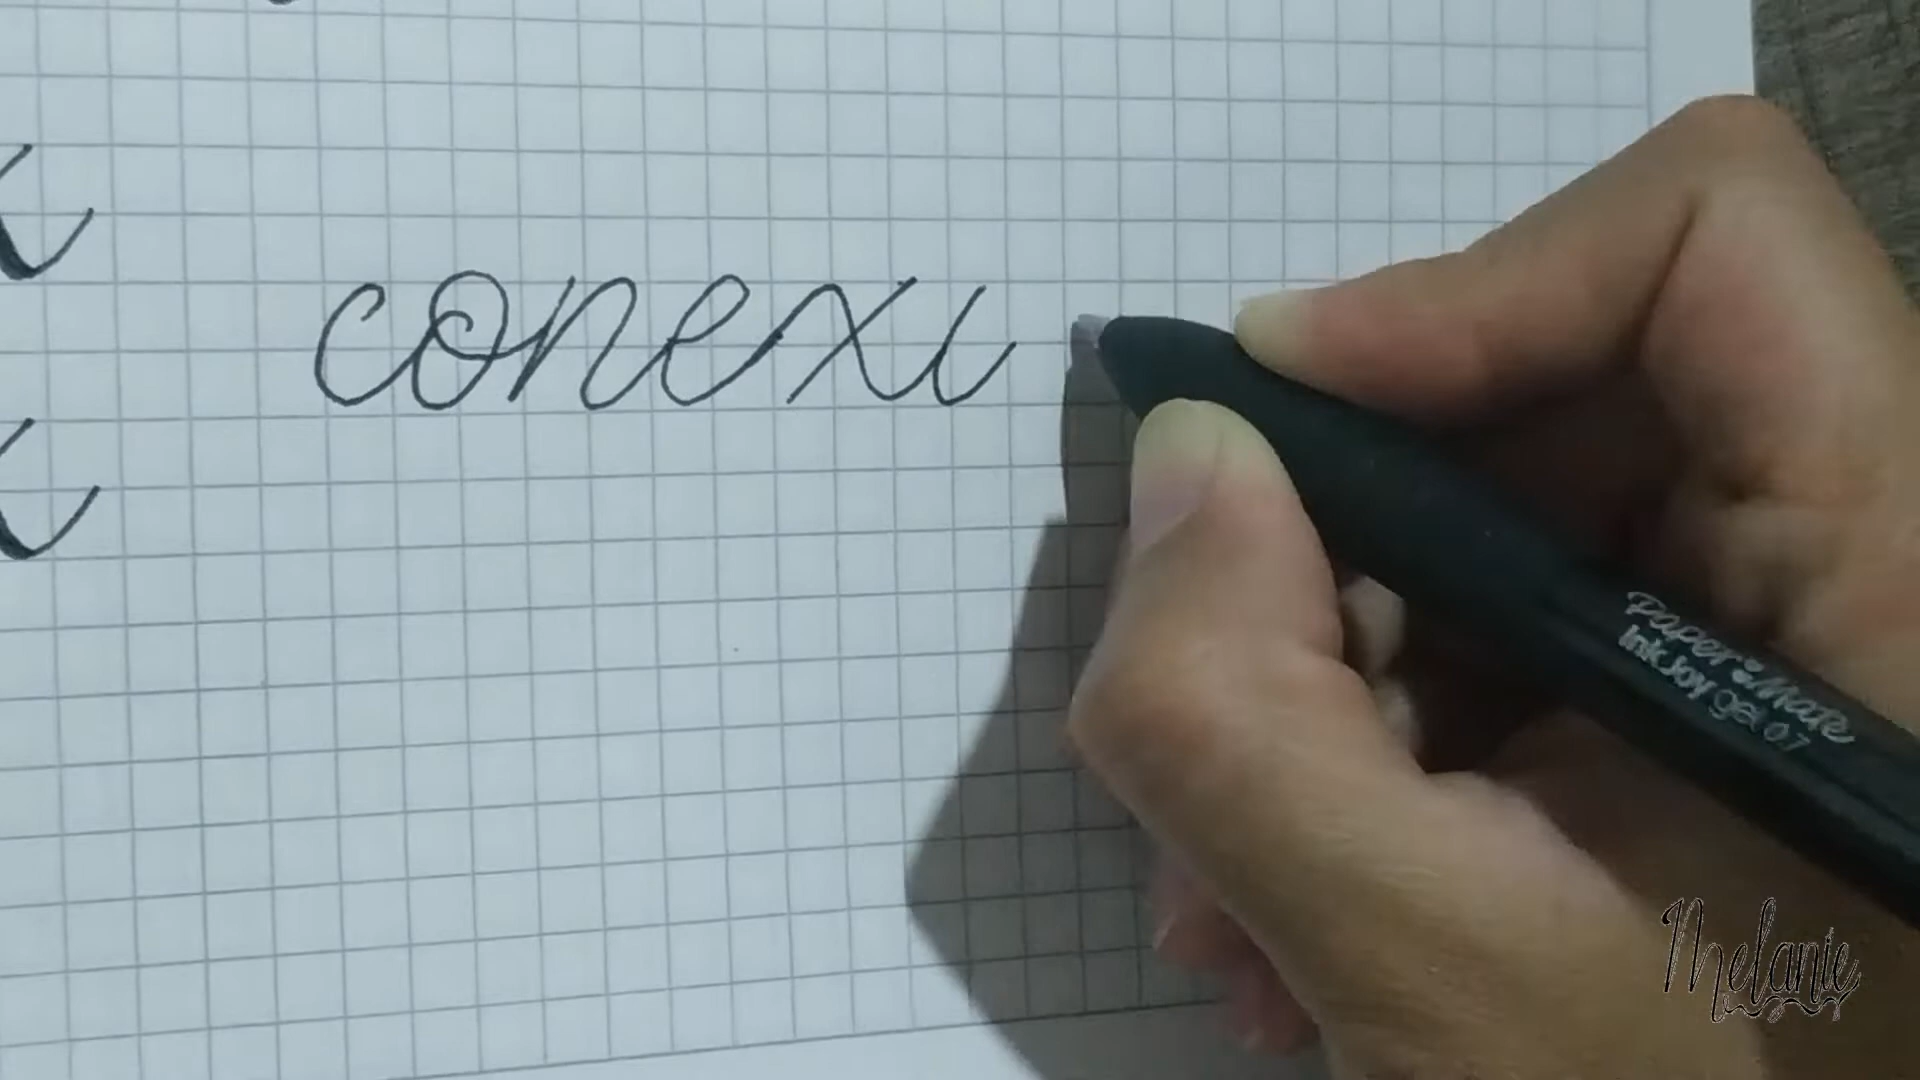 x
conexi
x
Paper Mate
InkJoy gel 0.7
Melanie